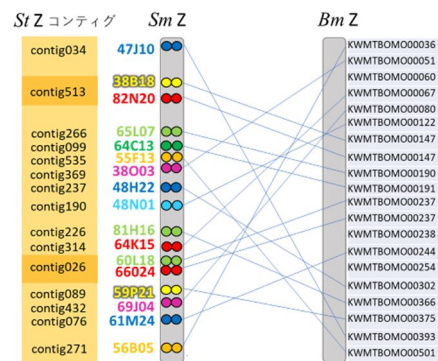 St Z コンティグ
Sm Z
Bm Z
contig034
contig513
contig266
contig099
contig535
contig369
contig237
contig190
contig226
contig314
contig026
contig089
contig432
contig076
contig271
47J10
38B18
82N20
65L07
64C13
55F13
38O03
48H22
48N01
81H16
64K15
60L18
66O24
59P21
69J04
61M24
56B05
KWMTBOMO00036
KWMTBOMO00051
KWMTBOMO00060
KWMTBOMO00067
KWMTBOMO00080
KWMTBOMO00122
KWMTBOMO00147
KWMTBOMO00147
KWMTBOMO00190
KWMTBOMO00191
KWMTBOMO00237
KWMTBOMO00237
KWMTBOMO00238
KWMTBOMO00244
KWMTBOMO00254
KWMTBOMO00302
KWMTBOMO00366
KWMTBOMO00375
KWMTBOMO00393
KWMTBOMO00501